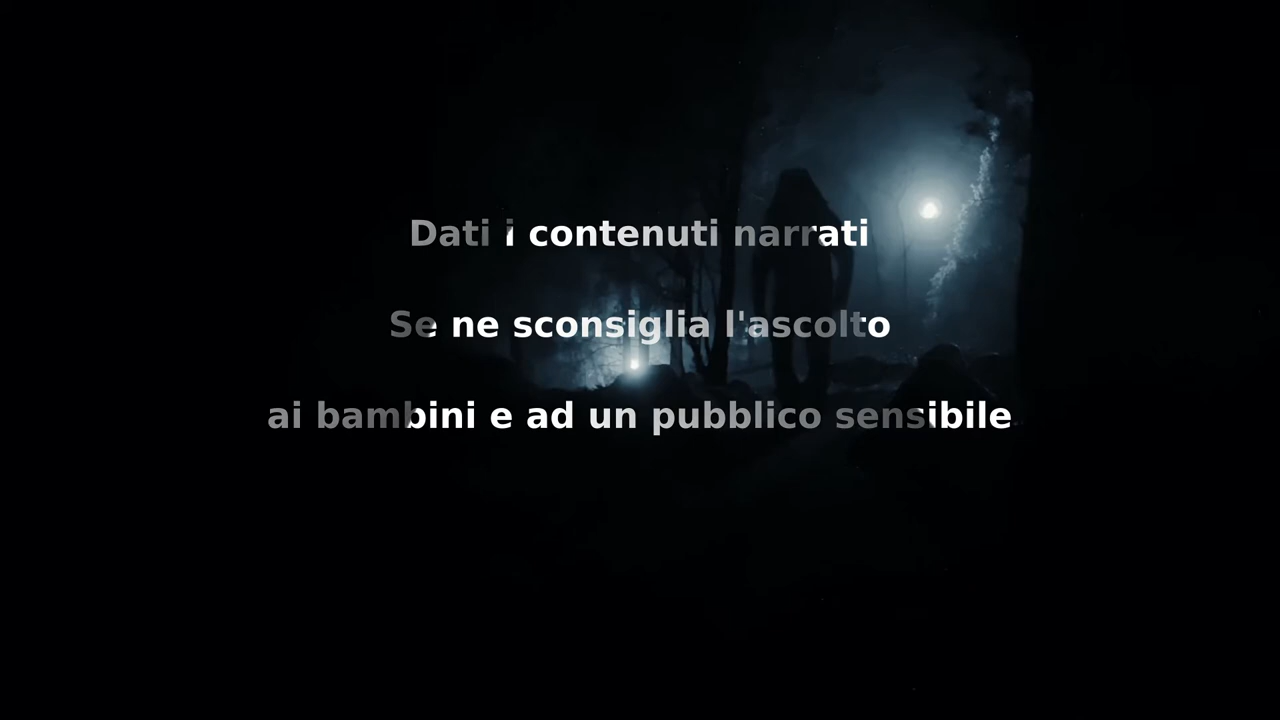 Dati i contenuti narrati
Se ne sconsiglia l'ascolto
ai bambini e ad un pubblico sensibile